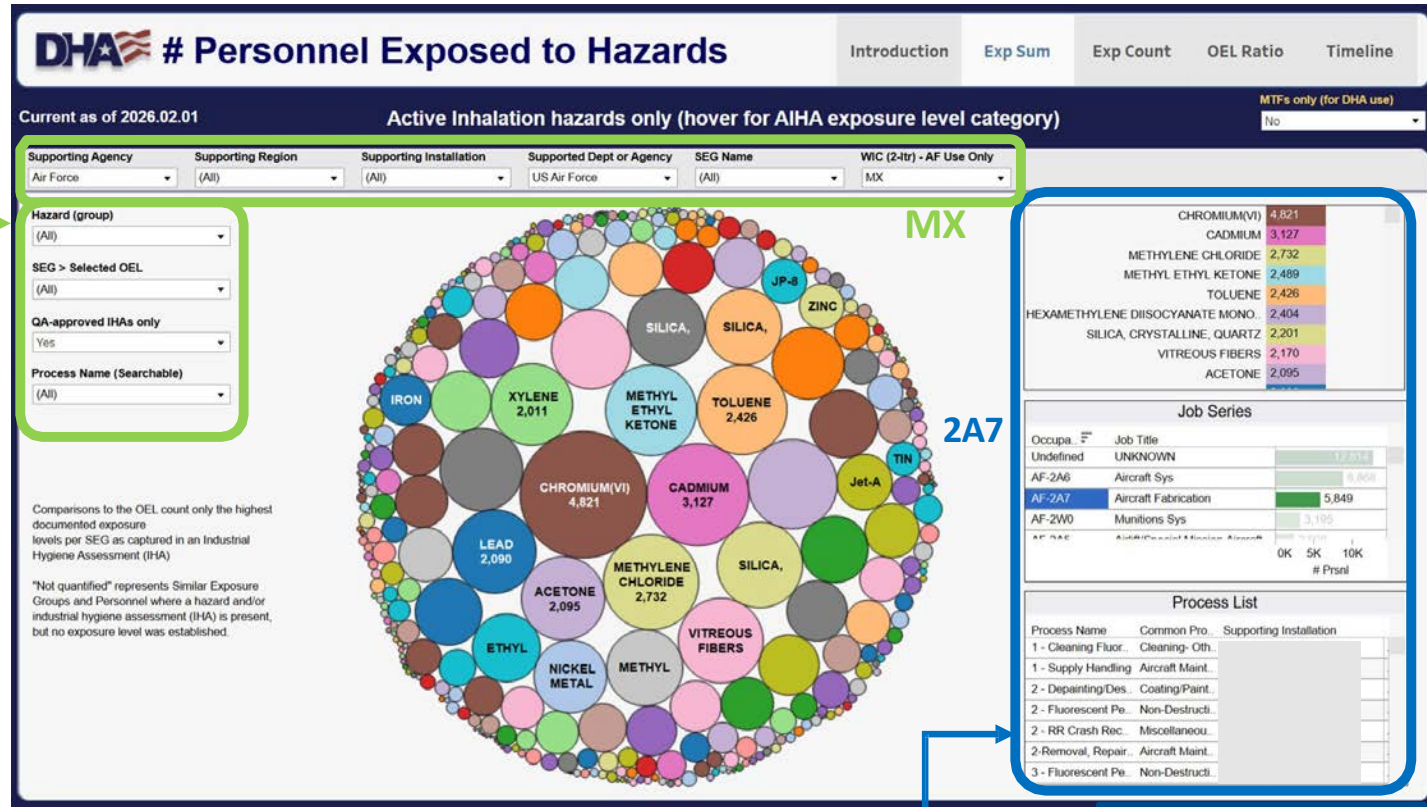 DHA # Personnel Exposed to Hazards
Introduction
Exp Sum
Exp Count
OEL Ratio
Timeline
Current as of 2026.02.01
Active Inhalation hazards only (hover for AIHA exposure level category)
MTFs only (for DHA use)
No
Supporting Agency
Air Force
Supporting Region
(All)
Supporting Installation
(All)
Supported Dept or Agency
US Air Force
SEG Name
(All)
WIC (2-ltr) - AF Use Only
MX
MX
Hazard (group)
(All)
SEG > Selected OEL
(All)
QA-approved IHAs only
Yes
Process Name (Searchable)
(All)
Comparisons to the OEL count only the highest
documented exposure
levels per SEG as captured in an Industrial
Hygiene Assessment (IHA)
"Not quantified" represents Similar Exposure
Groups and Personnel where a hazard and/or
industrial hygiene assessment (IHA) is present,
but no exposure level was established.
JP-8
ZINC
SILICA,
SILICA,
IRON
XYLENE
2,011
METHYL
ETHYL
KETONE
TOLUENE
2,426
TIN
CHROMIUM(VI)
4,821
CADMIUM
3,127
Jet-A
LEAD
2,090
METHYLENE
CHLORIDE
2,732
SILICA,
ACETONE
2,095
VITREOUS
FIBERS
ETHYL
NICKEL
METAL
METHYL
2A7
CHROMIUM(VI) 4,821
CADMIUM 3,127
METHYLENE CHLORIDE 2,732
METHYL ETHYL KETONE 2,489
TOLUENE 2,426
HEXAMETHYLENE DIISOCYANATE MONO.. 2,404
SILICA, CRYSTALLINE, QUARTZ 2,201
VITREOUS FIBERS 2,170
ACETONE 2,095
Job Series
Occupa.. Job Title
Undefined UNKNOWN 12,814
AF-2A6 Aircraft Sys 6,868
AF-2A7 Aircraft Fabrication 5,849
AF-2W0 Munitions Sys 3,195
0K 5K 10K
# Prsnl
Process List
Process Name Common Pro.. Supporting Installation
1 - Cleaning Fluor.. Cleaning- Oth..
1 - Supply Handling Aircraft Maint..
2 - Depainting/Des.. Coating/Paint..
2 - Fluorescent Pe.. Non-Destructi..
2 - RR Crash Rec.. Miscellaneou..
2-Removal, Repair.. Aircraft Maint..
3 - Fluorescent Pe.. Non-Destructi..